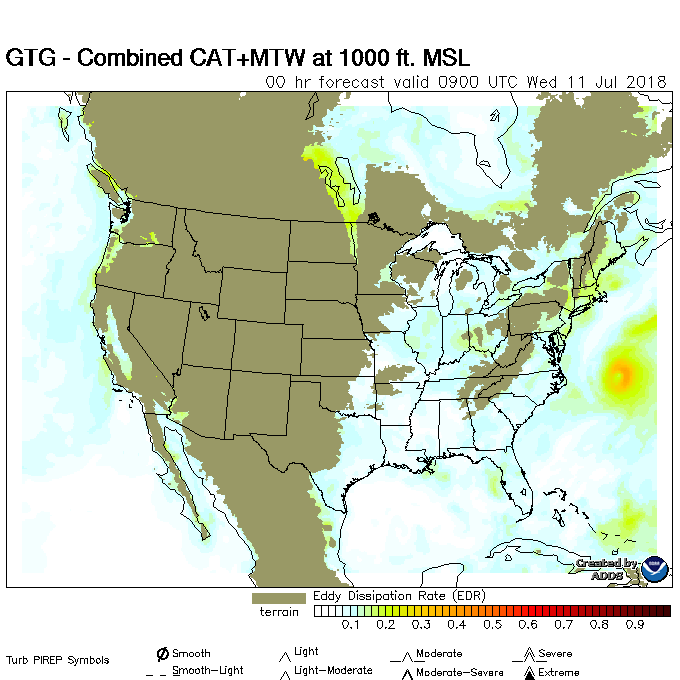 GTG - Combined CAT+MTW at 1000 ft. MSL
00 hr forecast valid 0900 UTC Wed 11 Jul 2018
Created by
ADDS
terrain
Eddy Dissipation Rate (EDR)
0.1 0.2 0.3 0.4 0.5 0.6 0.7 0.8 0.9
Turb PIREP Symbols
Smooth
Light
Moderate
Severe
Smooth-Light
Light-Moderate
Moderate-Severe
Extreme